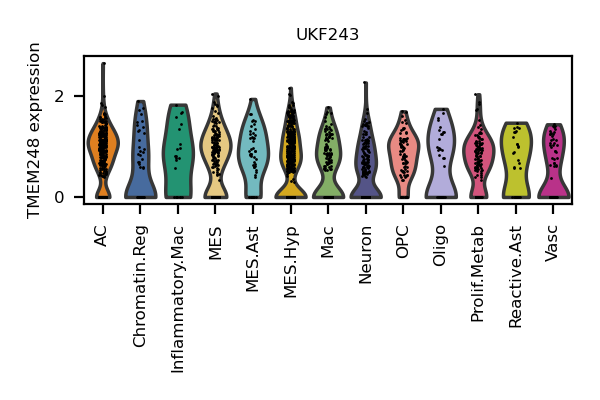 UKF243
TMEM248 expression
2
0
AC
Chromatin.Reg
Inflammatory.Mac
MES
MES.Ast
MES.Hyp
Mac
Neuron
OPC
Oligo
Prolif.Metab
Reactive.Ast
Vasc